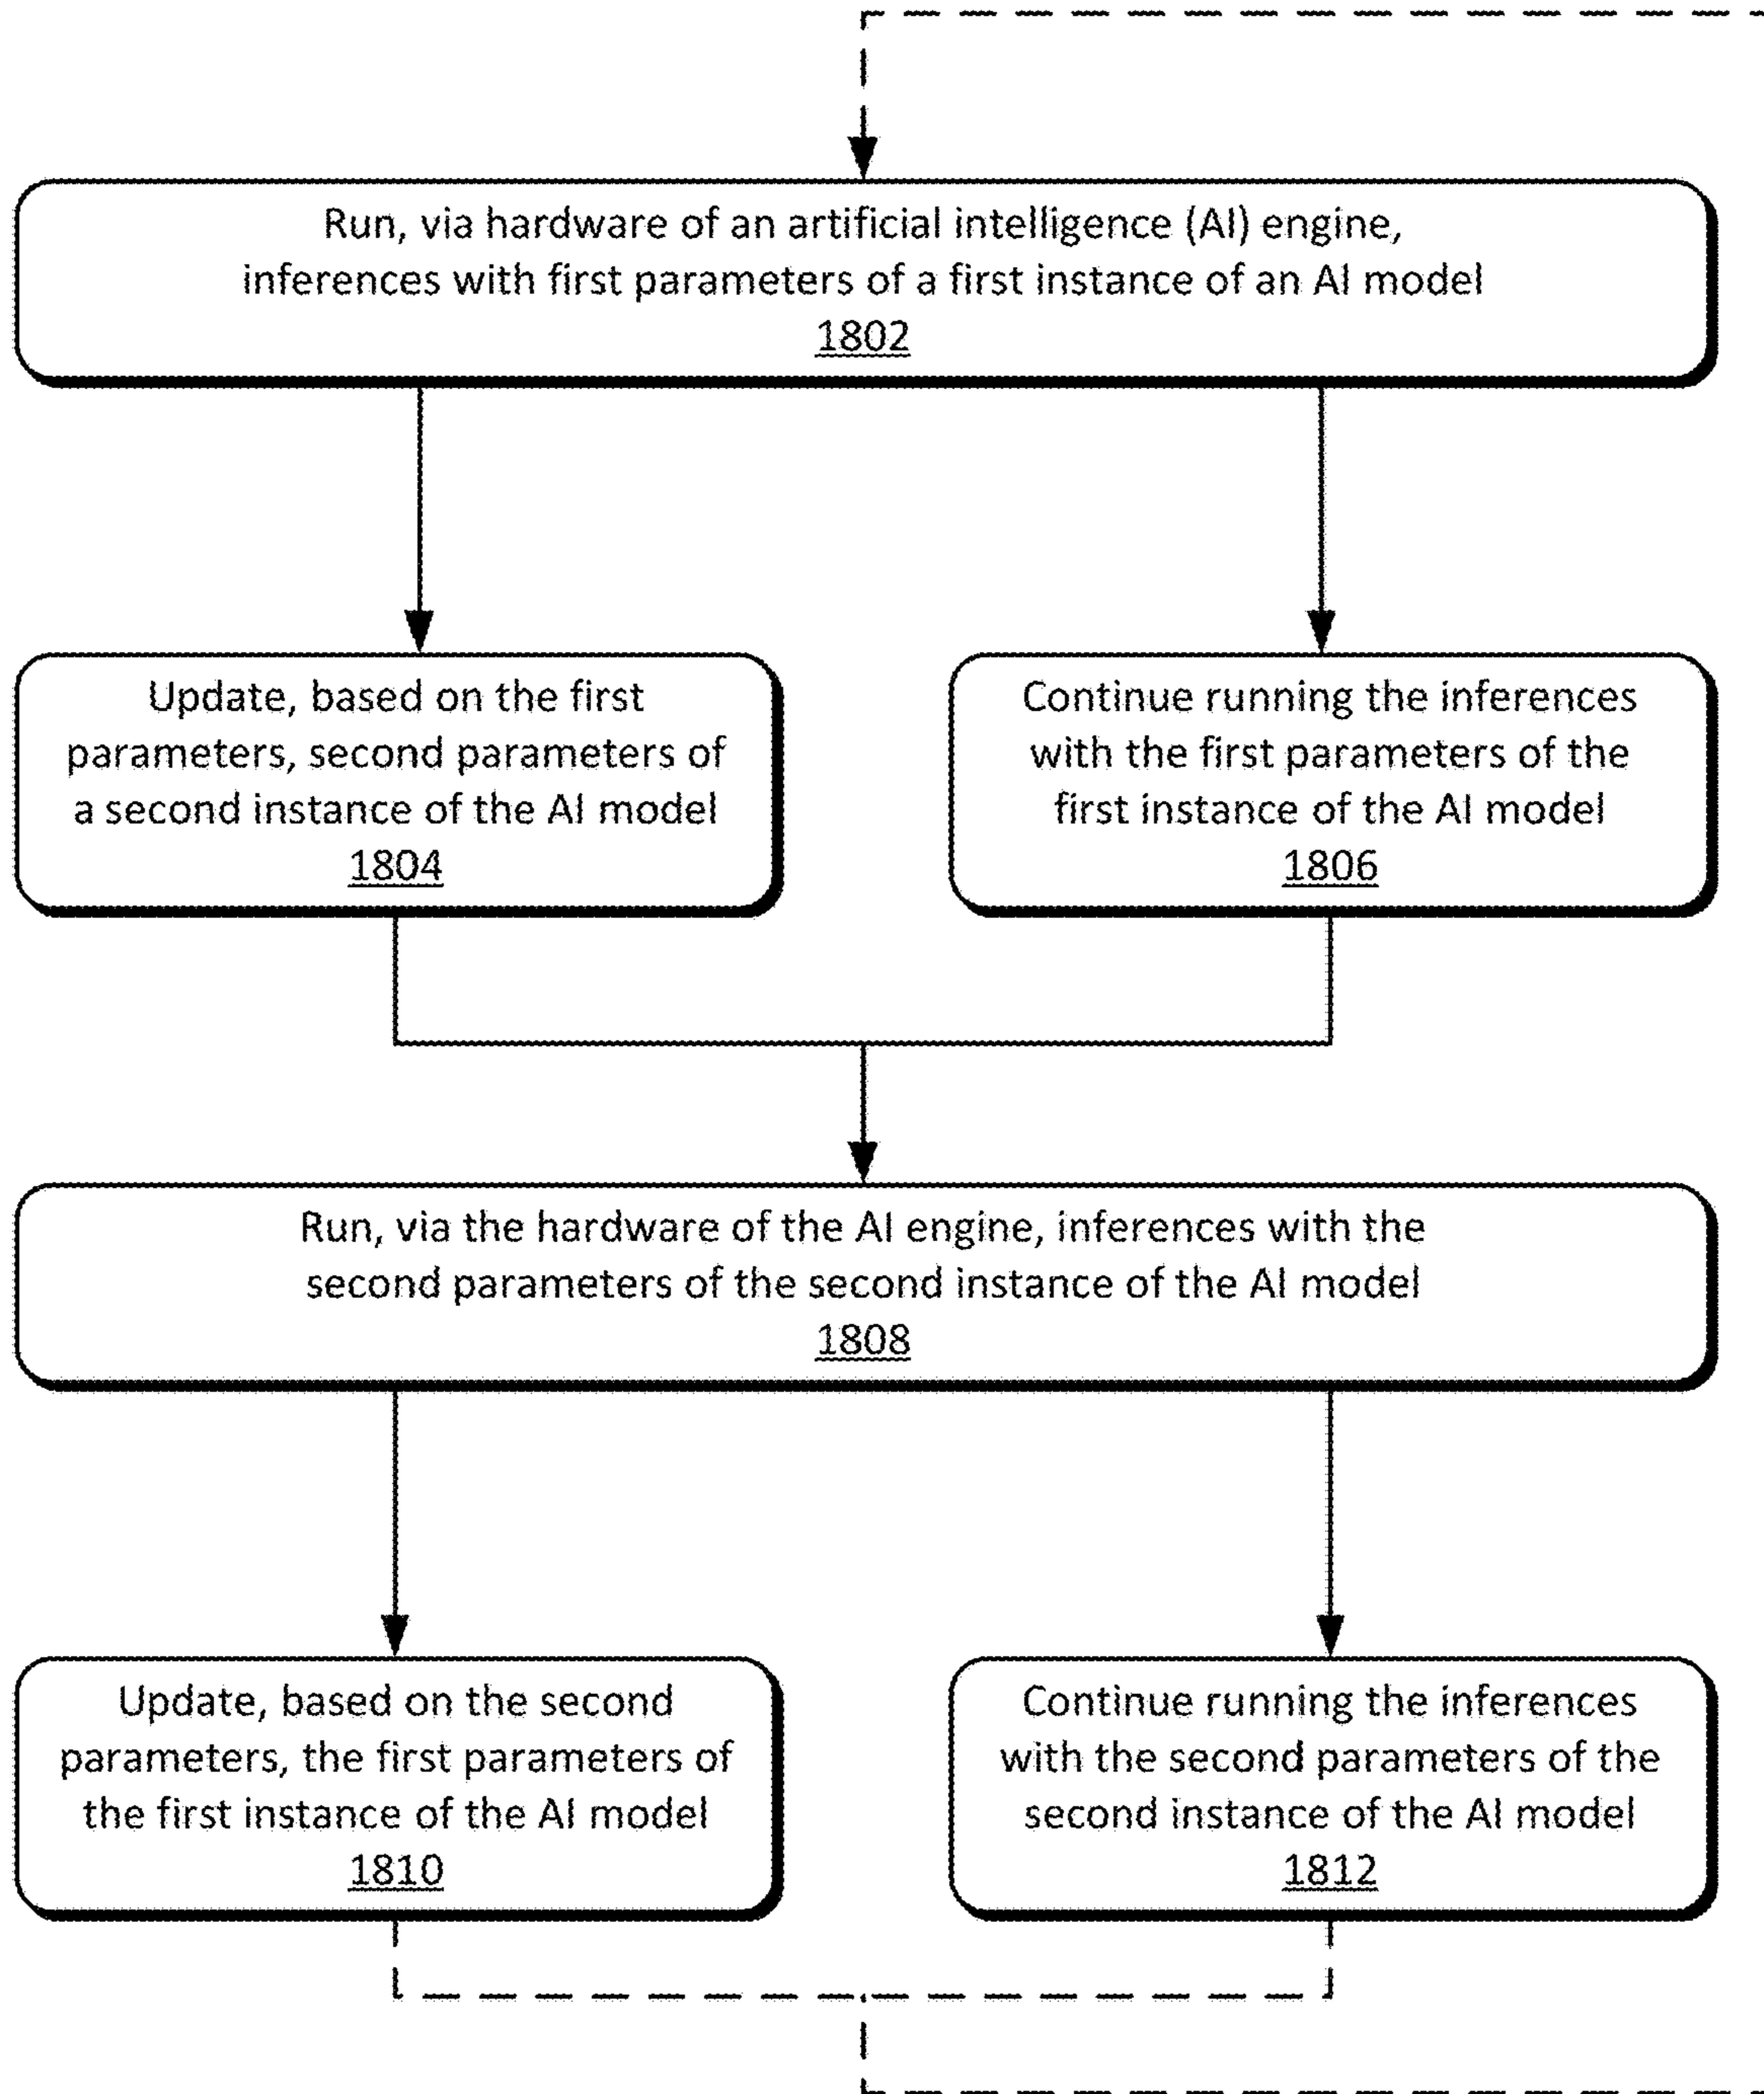 Run, via hardware of an artificial intelligence (AI) engine,
inferences with first parameters of a first instance of an AI model
1802
Update, based on the first
parameters, second parameters of
a second instance of the AI model
1804
Continue running the inferences
with the first parameters of the
first instance of the AI model
1806
Run, via the hardware of the AI engine, inferences with the
second parameters of the second instance of the AI model
1808
Update, based on the second
parameters, the first parameters of
the first instance of the AI model
1810
Continue running the inferences
with the second parameters of the
second instance of the AI model
1812